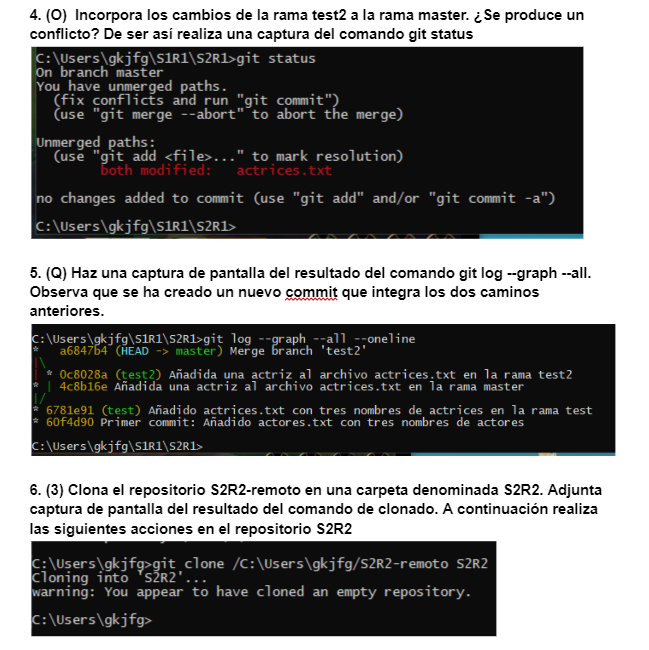 4. (O) Incorpora los cambios de la rama test2 a la rama master. ¿Se produce un
conflicto? De ser así realiza una captura del comando git status
C:\Users\gkjfg\S1R1\S2R1>git status
On branch master
You have unmerged paths.
  (fix conflicts and run "git commit")
  (use "git merge --abort" to abort the merge)
Unmerged paths:
  (use "git add <file>..." to mark resolution)
        both modified:   actrices.txt
no changes added to commit (use "git add" and/or "git commit -a")
C:\Users\gkjfg\S1R1\S2R1>
5. (Q) Haz una captura de pantalla del resultado del comando git log --graph --all.
Observa que se ha creado un nuevo commit que integra los dos caminos
anteriores.
C:\Users\gkjfg\S1R1\S2R1>git log --graph --all --oneline
*   a6847b4 (HEAD -> master) Merge branch 'test2'
|\
| * 0c8028a (test2) Añadida una actriz al archivo actrices.txt en la rama test2
* | 4c8b16e Añadida una actriz al archivo actrices.txt en la rama master
|/
* 6781e91 (test) Añadido actrices.txt con tres nombres de actrices en la rama test
* 60f4d90 Primer commit: Añadido actores.txt con tres nombres de actores
C:\Users\gkjfg\S1R1\S2R1>
6. (3) Clona el repositorio S2R2-remoto en una carpeta denominada S2R2. Adjunta
captura de pantalla del resultado del comando de clonado. A continuación realiza
las siguientes acciones en el repositorio S2R2
C:\Users\gkjfg>git clone /C:\Users\gkjfg/S2R2-remoto S2R2
Cloning into 'S2R2'...
warning: You appear to have cloned an empty repository.
C:\Users\gkjfg>